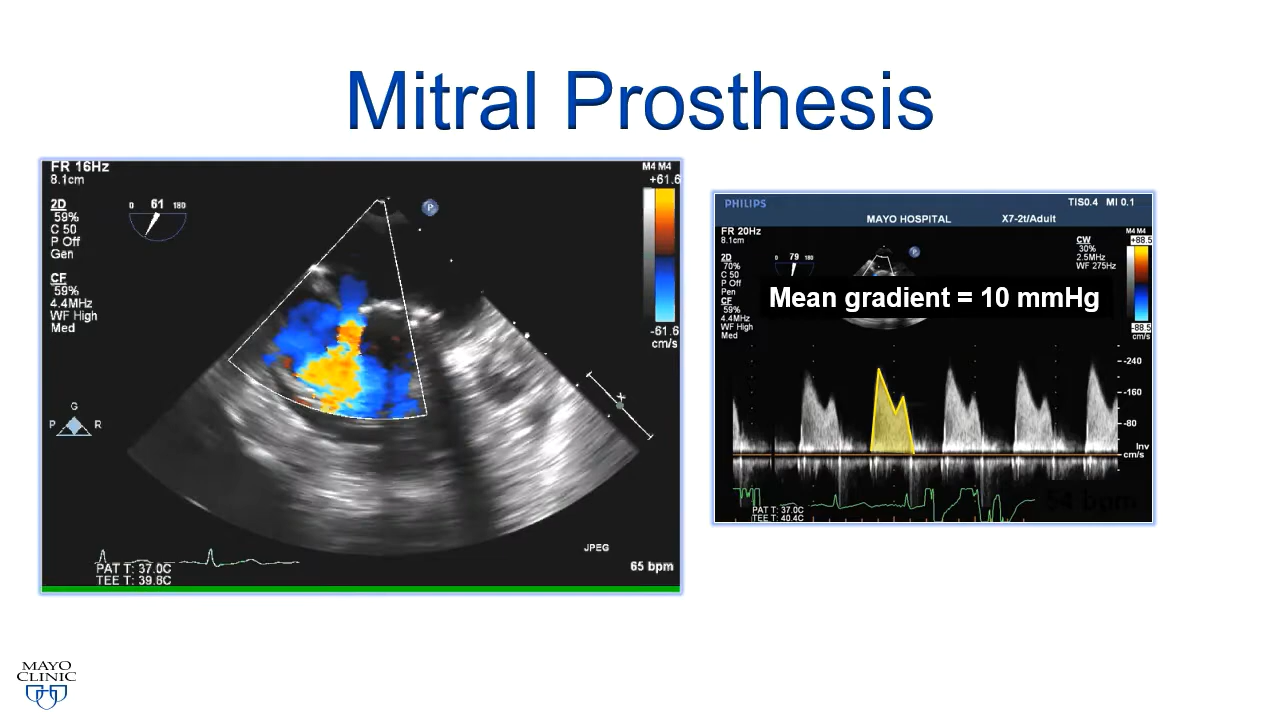 Mitral Prosthesis
FR 16Hz
8.1cm
2D
59%
C 50
P Off
Gen
CF
59%
4.4MHz
WF High
Med
0 61 180
P
M4 M4
+61.6
-61.6
cm/s
G
P R
JPEG
PAT T: 37.0C
TEE T: 39.8C
65 bpm
PHILIPS
TIS0.4 MI 0.1
MAYO HOSPITAL X7-2t/Adult
FR 20Hz
8.1cm
2D
70%
C 50
P Off
Pen
CF
59%
4.4MHz
WF High
Med
0 79 180
P
CW
30%
2.5MHz
WF 275Hz
M4 M4
+88.5
-88.5
cm/s
Mean gradient = 10 mmHg
-240
-160
-80
Inv
cm/s
PAT T: 37.0C
TEE T: 40.4C
54 bpm
MAYO
CLINIC